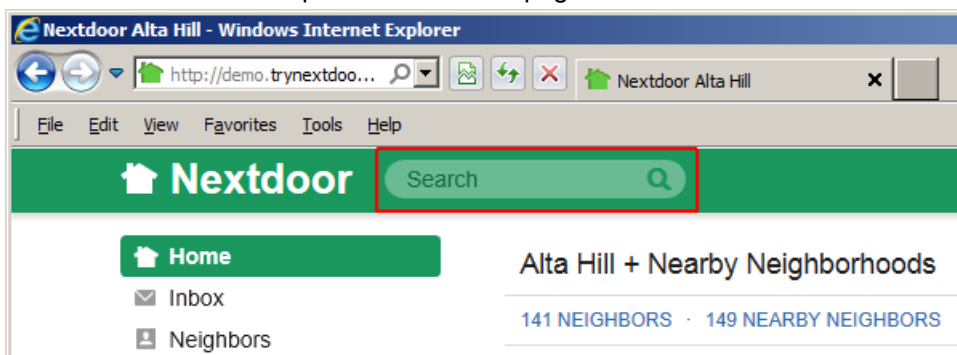 Nextdoor Alta Hill - Windows Internet Explorer
http://demo.trynextdoo... Nextdoor Alta Hill
File Edit View Favorites Tools Help
Nextdoor Search
Home
Alta Hill + Nearby Neighborhoods
Inbox
141 NEIGHBORS · 149 NEARBY NEIGHBORS
Neighbors